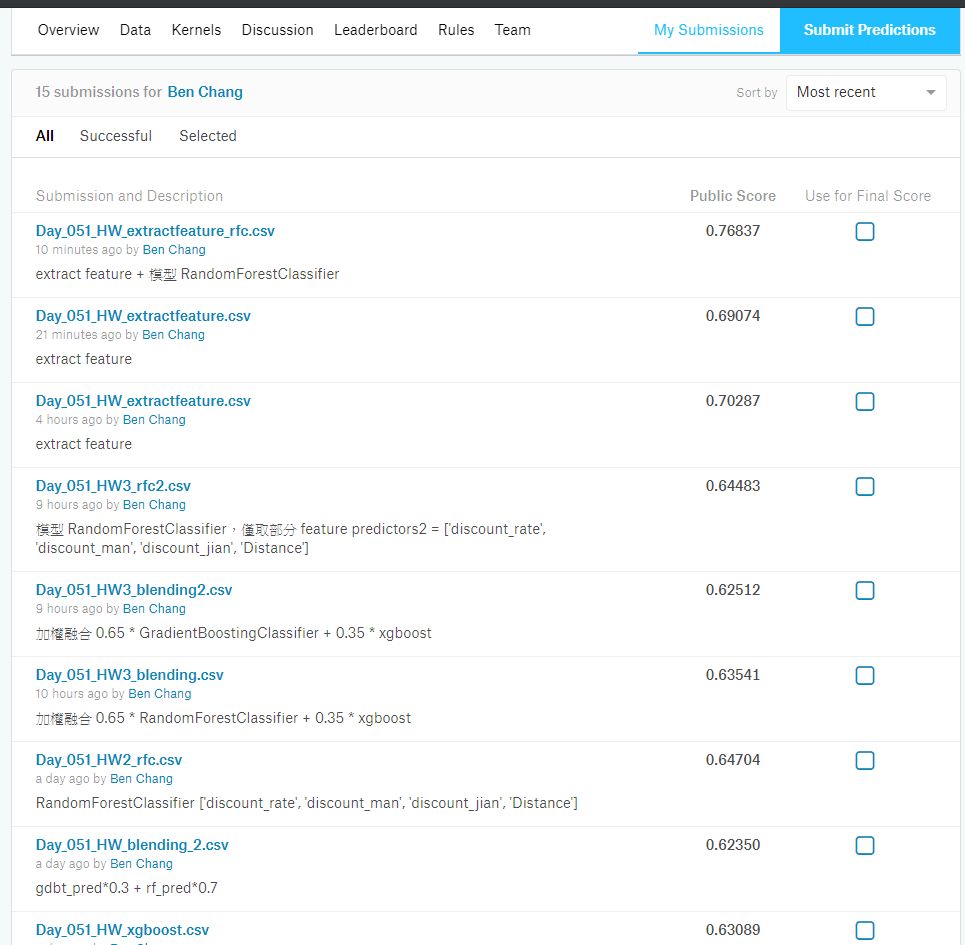 Overview Data Kernels Discussion Leaderboard Rules Team My Submissions Submit Predictions
15 submissions for Ben Chang Sort by Most recent
All Successful Selected
Submission and Description Public Score Use for Final Score
Day_051_HW_extractfeature_rfc.csv 0.76837
10 minutes ago by Ben Chang
extract feature + 模型 RandomForestClassifier
Day_051_HW_extractfeature.csv 0.69074
21 minutes ago by Ben Chang
extract feature
Day_051_HW_extractfeature.csv 0.70287
4 hours ago by Ben Chang
extract feature
Day_051_HW3_rfc2.csv 0.64483
9 hours ago by Ben Chang
模型 RandomForestClassifier，僅取部分 feature predictors2 = ['discount_rate',
'discount_man', 'discount_jian', 'Distance']
Day_051_HW3_blending2.csv 0.62512
9 hours ago by Ben Chang
加權融合 0.65 * GradientBoostingClassifier + 0.35 * xgboost
Day_051_HW3_blending.csv 0.63541
10 hours ago by Ben Chang
加權融合 0.65 * RandomForestClassifier + 0.35 * xgboost
Day_051_HW2_rfc.csv 0.64704
a day ago by Ben Chang
RandomForestClassifier ['discount_rate', 'discount_man', 'discount_jian', 'Distance']
Day_051_HW_blending_2.csv 0.62350
a day ago by Ben Chang
gdbt_pred*0.3 + rf_pred*0.7
Day_051_HW_xgboost.csv 0.63089